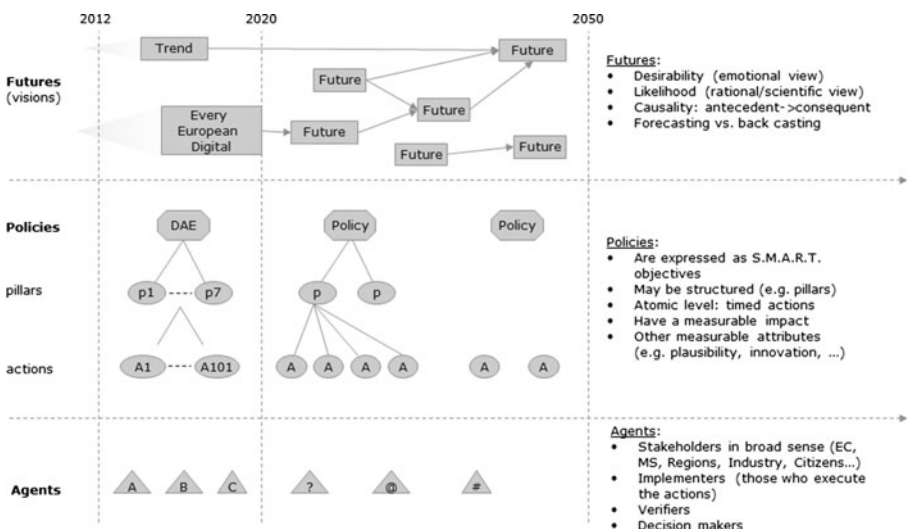 2012 2020 2050
Trend
Future
Futures
(visions)
Future
Future
Every
European
Digital
Future
Future
Future
Futures:
• Desirability (emotional view)
• Likelihood (rational/scientific view)
• Causality: antecedent->consequent
• Forecasting vs. back casting
Policies
DAE
Policy
Policy
pillars
p1
p7
p
p
actions
A1
A101
A
A
A
A
A
A
Policies:
• Are expressed as S.M.A.R.T.
objectives
• May be structured (e.g. pillars)
• Atomic level: timed actions
• Have a measurable impact
• Other measurable attributes
(e.g. plausibility, innovation, ...)
Agents
A
B
C
?
@
#
Agents:
• Stakeholders in broad sense (EC,
MS, Regions, Industry, Citizens...)
• Implementers (those who execute
the actions)
• Verifiers
• Decision makers